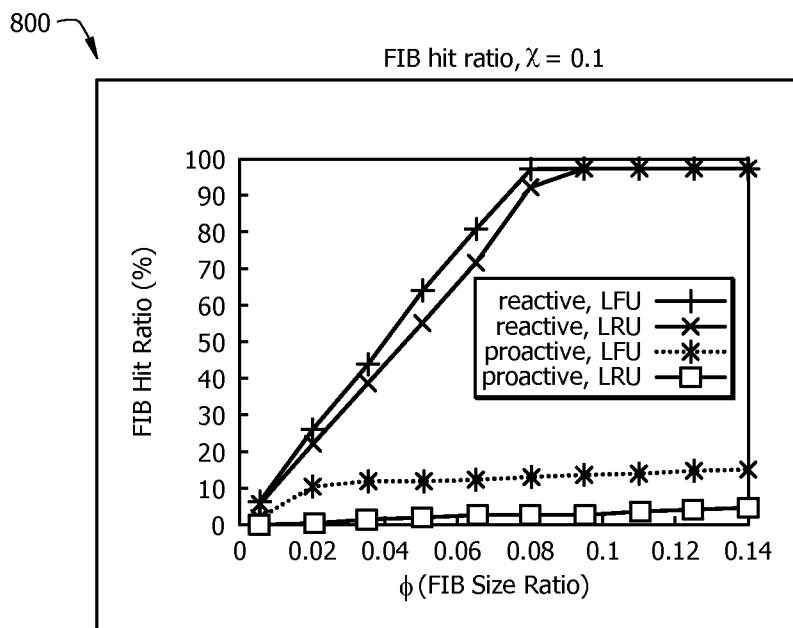 800
FIB hit ratio, χ = 0.1
100
90
80
70
60
50
40
30
20
10
0
FIB Hit Ratio (%)
reactive, LFU
reactive, LRU
proactive, LFU
proactive, LRU
0 0.02 0.04 0.06 0.08 0.1 0.12 0.14
ϕ (FIB Size Ratio)